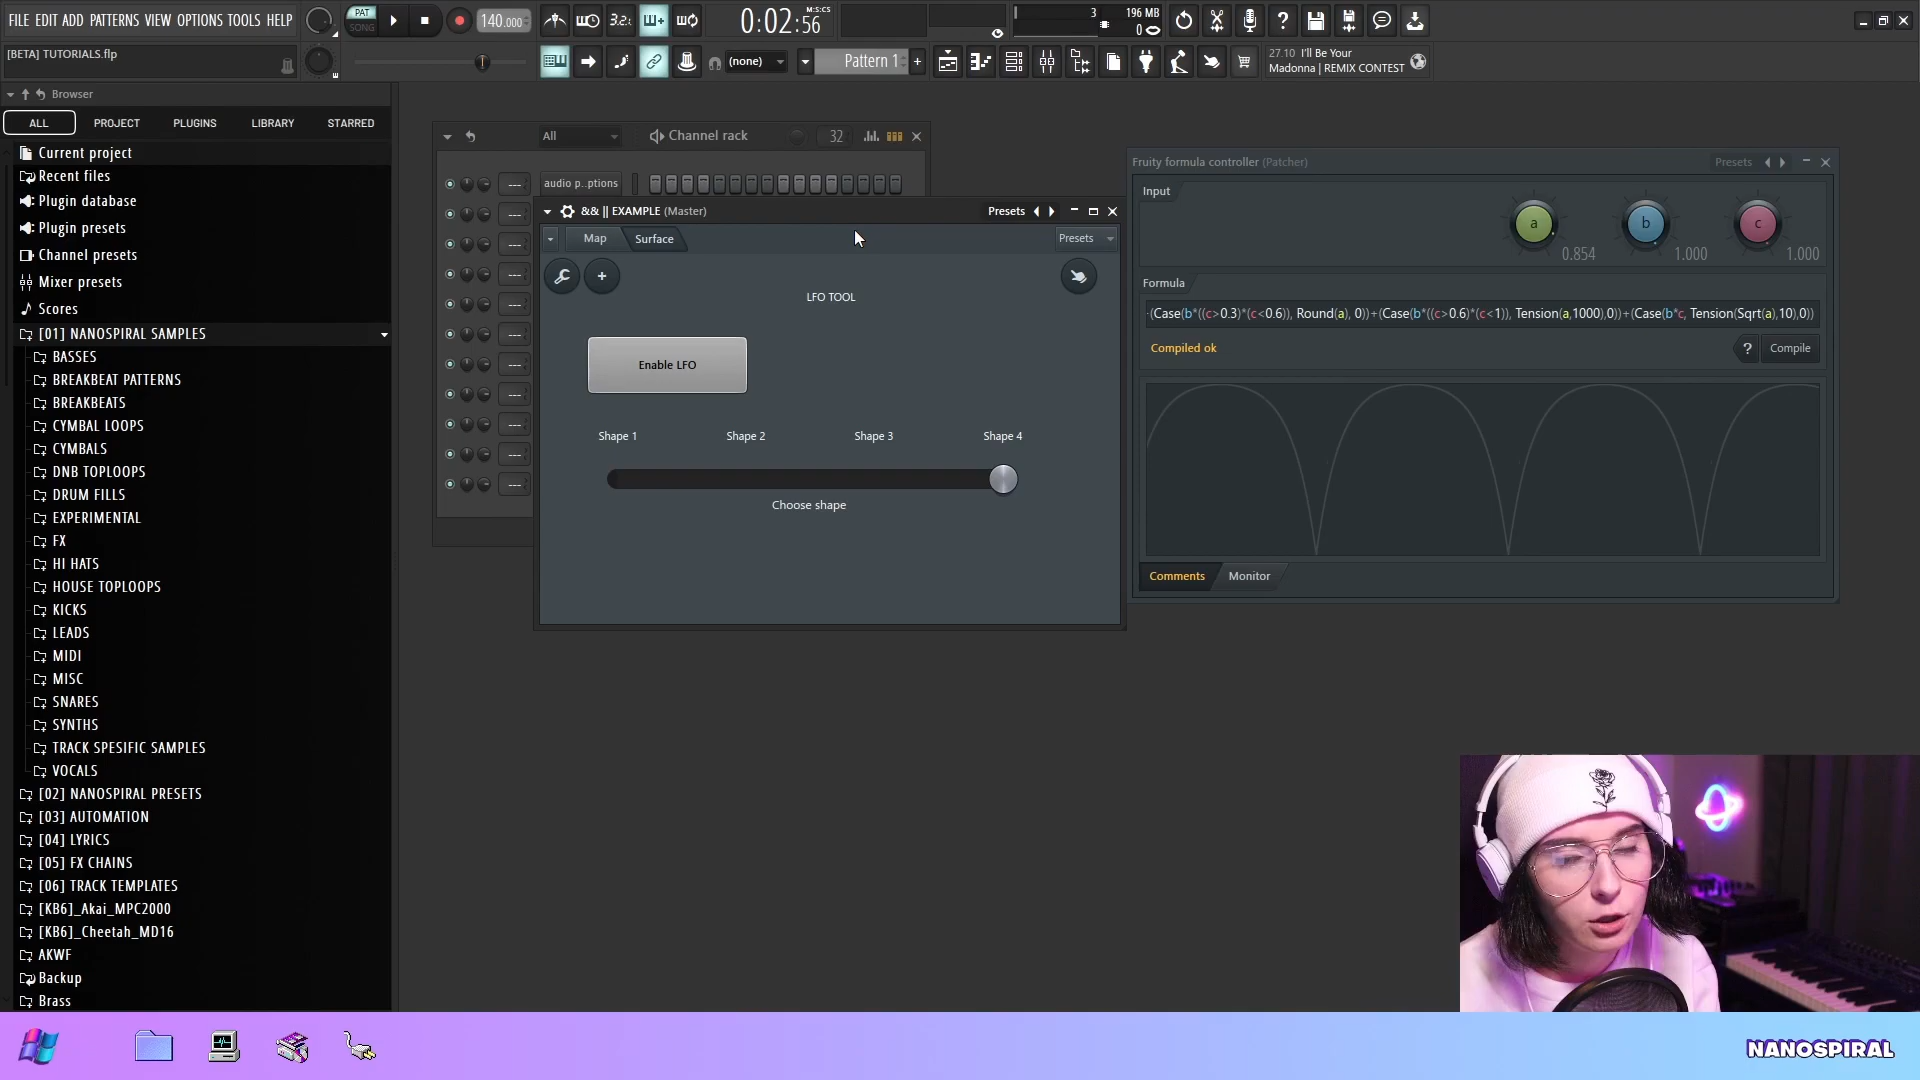 FILE EDIT ADD PATTERNS VIEW OPTIONS TOOLS HELP
PAT
SONG
140.000
3.2.:
0:02:56
M:S:CS
3
196 MB
0
[BETA] TUTORIALS.flp
(none)
Pattern 1
27.10 I'll Be Your
Madonna | REMIX CONTEST
Browser
ALL
PROJECT
PLUGINS
LIBRARY
STARRED
Current project
Recent files
Plugin database
Plugin presets
Channel presets
Mixer presets
Scores
[01] NANOSPIRAL SAMPLES
BASSES
BREAKBEAT PATTERNS
BREAKBEATS
CYMBAL LOOPS
CYMBALS
DNB TOPLOOPS
DRUM FILLS
EXPERIMENTAL
FX
HI HATS
HOUSE TOPLOOPS
KICKS
LEADS
MIDI
MISC
SNARES
SYNTHS
TRACK SPESIFIC SAMPLES
VOCALS
[02] NANOSPIRAL PRESETS
[03] AUTOMATION
[04] LYRICS
[05] FX CHAINS
[06] TRACK TEMPLATES
[KB6]_Akai_MPC2000
[KB6]_Cheetah_MD16
AKWF
Backup
Brass
All
Channel rack
32
audio p..ptions
&& || EXAMPLE (Master)
Presets
Map
Surface
Presets
LFO TOOL
Enable LFO
Shape 1
Shape 2
Shape 3
Shape 4
Choose shape
Fruity formula controller (Patcher)
Presets
Input
a
b
c
0.854
1.000
1.000
Formula
(Case(b*((c>0.3)*(c<0.6)), Round(a), 0))+(Case(b*((c>0.6)*(c<1)), Tension(a,1000),0))+(Case(b*c, Tension(Sqrt(a),10),0))
Compiled ok
?
Compile
Comments
Monitor
NANOSPIRAL